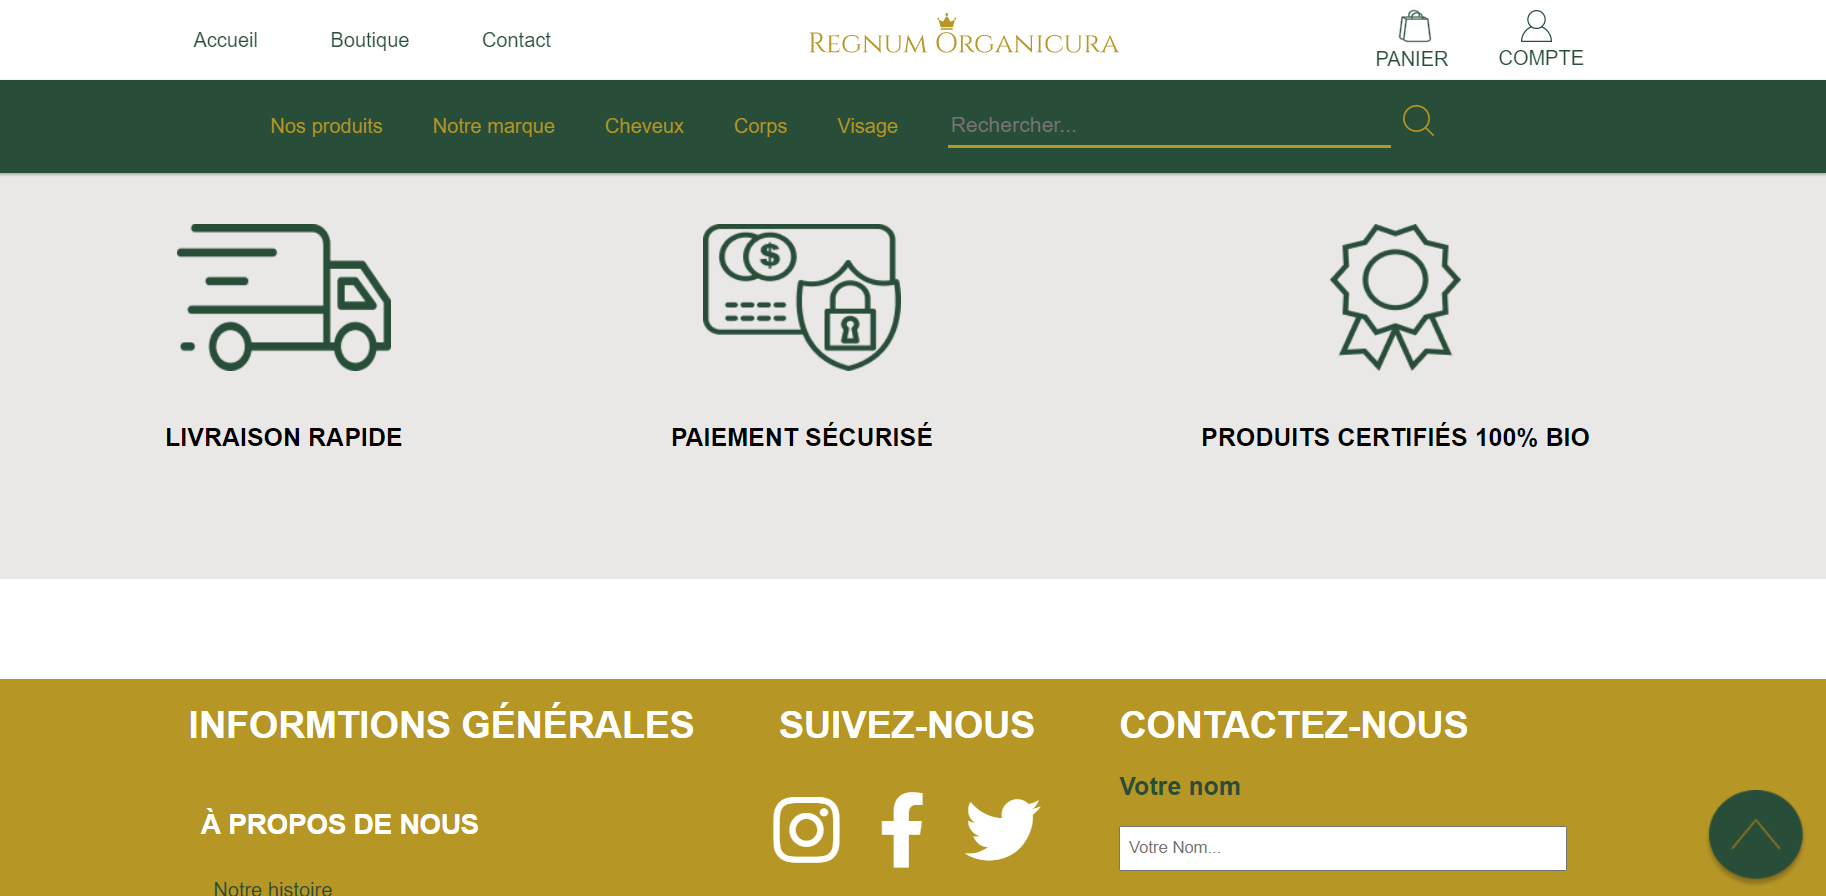 Accueil Boutique Contact REGNUM ORGANICURA PANIER COMPTE
Nos produits Notre marque Cheveux Corps Visage Rechercher...
$
LIVRAISON RAPIDE PAIEMENT SÉCURISÉ PRODUITS CERTIFIÉS 100% BIO
INFORMTIONS GÉNÉRALES SUIVEZ-NOUS CONTACTEZ-NOUS
Votre nom
À PROPOS DE NOUS
Votre Nom...
Notre histoire